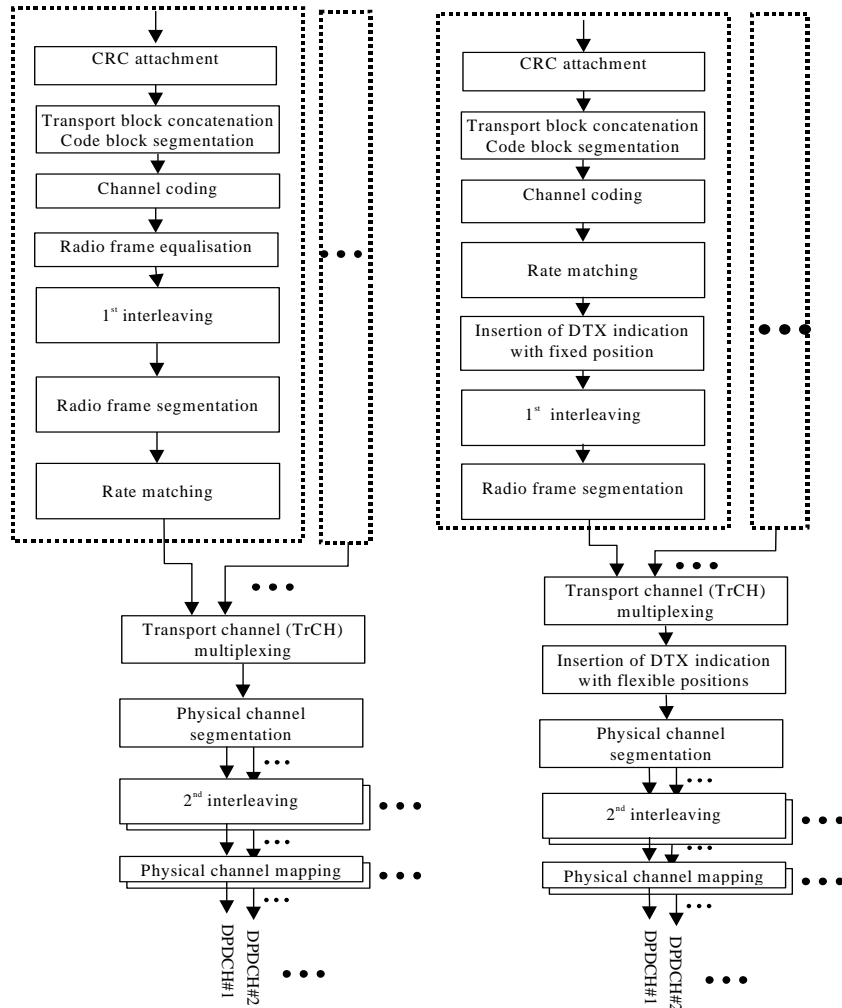 CRC attachment
Transport block concatenation
Code block segmentation
Channel coding
Radio frame equalisation
1st interleaving
Radio frame segmentation
Rate matching
Transport channel (TrCH)
multiplexing
Physical channel
segmentation
2nd interleaving
Physical channel mapping
DPDCH#1
DPDCH#2
CRC attachment
Transport block concatenation
Code block segmentation
Channel coding
Rate matching
Insertion of DTX indication
with fixed position
1st interleaving
Radio frame segmentation
Transport channel (TrCH)
multiplexing
Insertion of DTX indication
with flexible positions
Physical channel
segmentation
2nd interleaving
Physical channel mapping
DPDCH#1
DPDCH#2